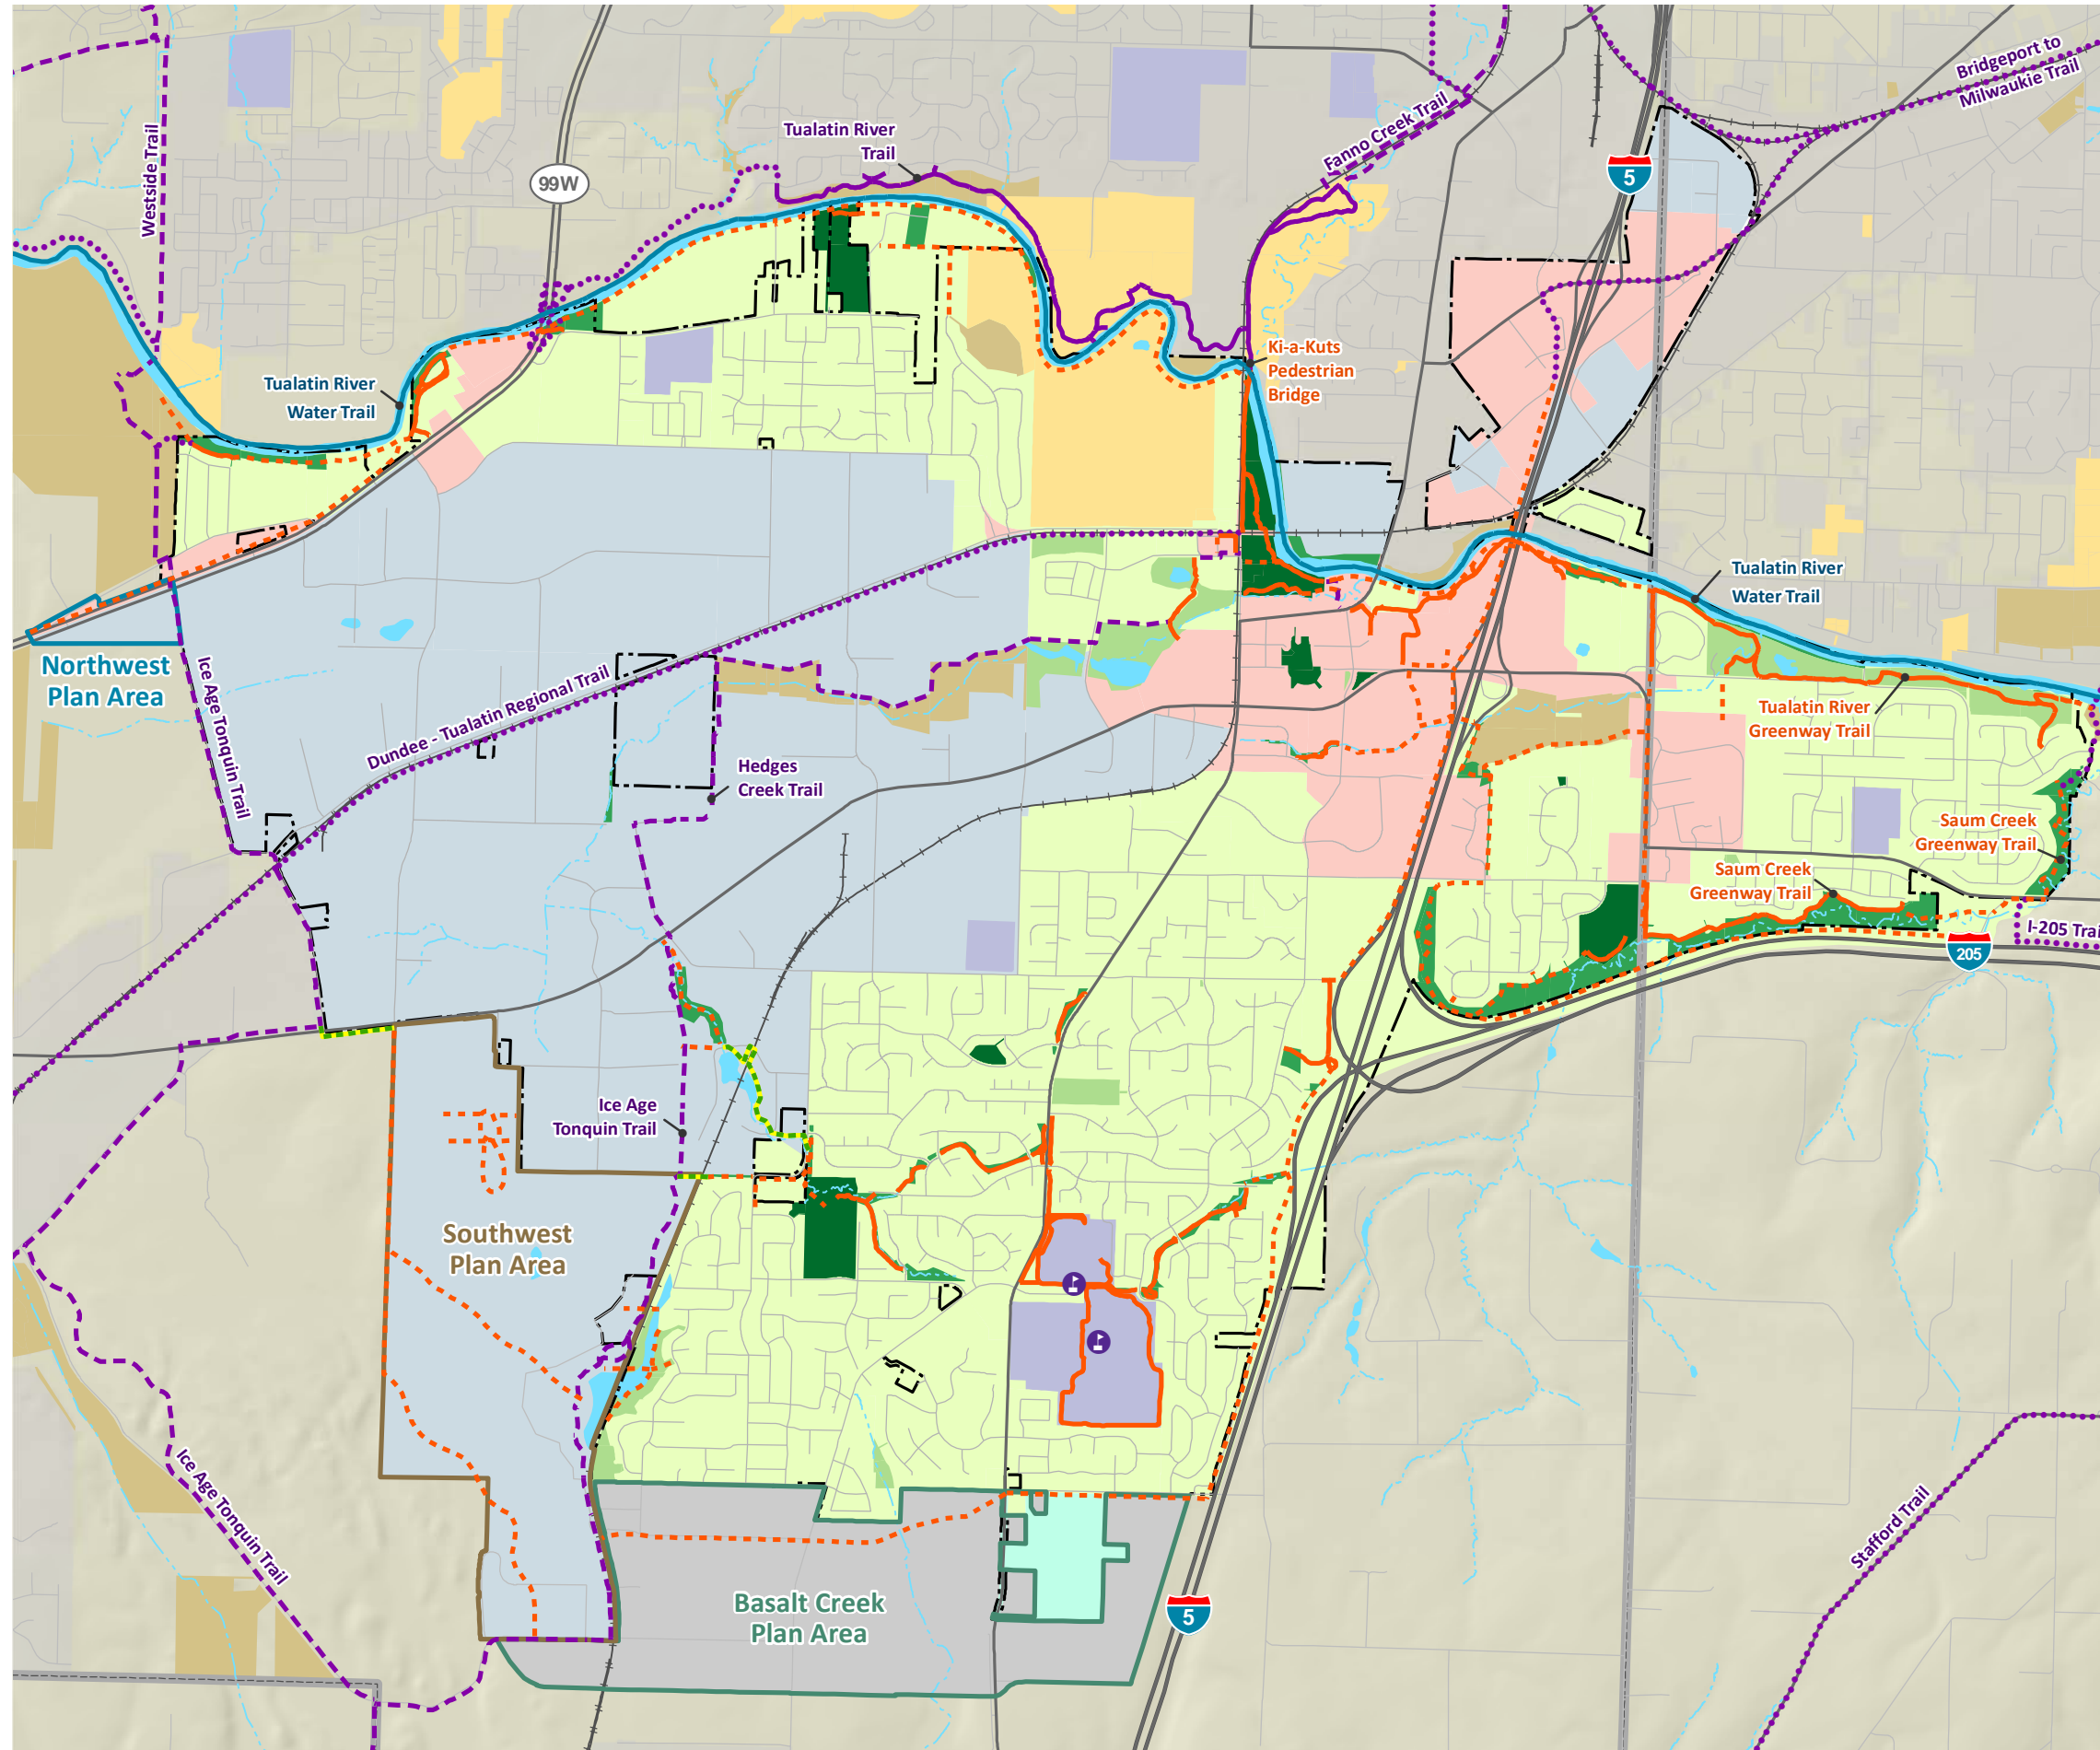 Bridgeport to
Milwaukie Trail
Tualatin River
Trail
Fanno Creek Trail
Westside Trail
99W
5
Ki-a-Kuts
Pedestrian
Bridge
Tualatin River
Water Trail
Tualatin River
Water Trail
Northwest
Plan Area
Ice Age Tonquin Trail
Dundee - Tualatin Regional Trail
Hedges
Creek Trail
Tualatin River
Greenway Trail
Saum Creek
Greenway Trail
Saum Creek
Greenway Trail
I-205 Trai
205
Ice Age
Tonquin Trail
Southwest
Plan Area
Ice Age Tonquin Trail
Stafford Trail
Basalt Creek
Plan Area
5